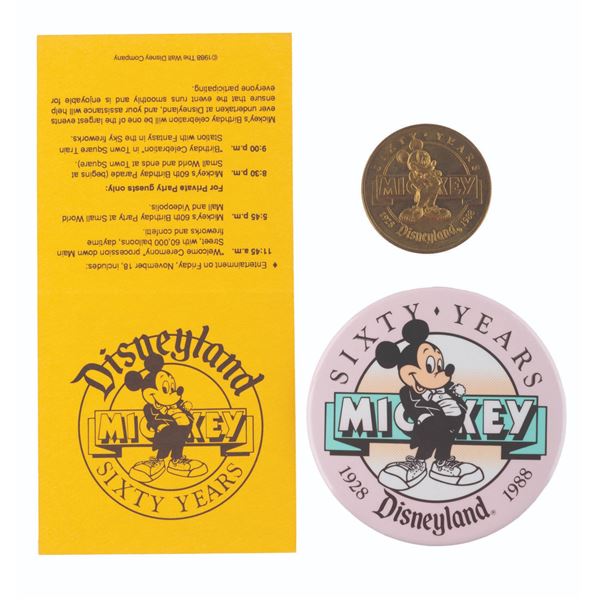 ©1988 The Walt Disney Company
♦ Entertainment on Friday, November, 18, includes:
11:45 a.m. "Welcome Ceremony" procession down Main
Street, with 60,000 balloons, daytime
fireworks and confetti.
5:45 p.m. Mickey's 60th Birthday Party at Small World
Mall and Videopolis.
For Private Party guests only:
8:30 p.m. Mickey's 60th Birthday Parade (begins at
Small World and ends at Town Square).
9:00 p.m. "Birthday Celebration" in Town Square Train
Station with Fantasy in the Sky fireworks.
Mickey's Birthday celebration will be one of the largest events
ever undertaken at Disneyland, and your assistance will help
ensure that the event runs smoothly and is enjoyable for
everyone participating.
Disneyland
MICKEY
SIXTY YEARS
SIXTY · YEARS
MICKEY
1928 Disneyland® 1988
SIXTY · YEARS
MICKEY
1928 Disneyland® 1988